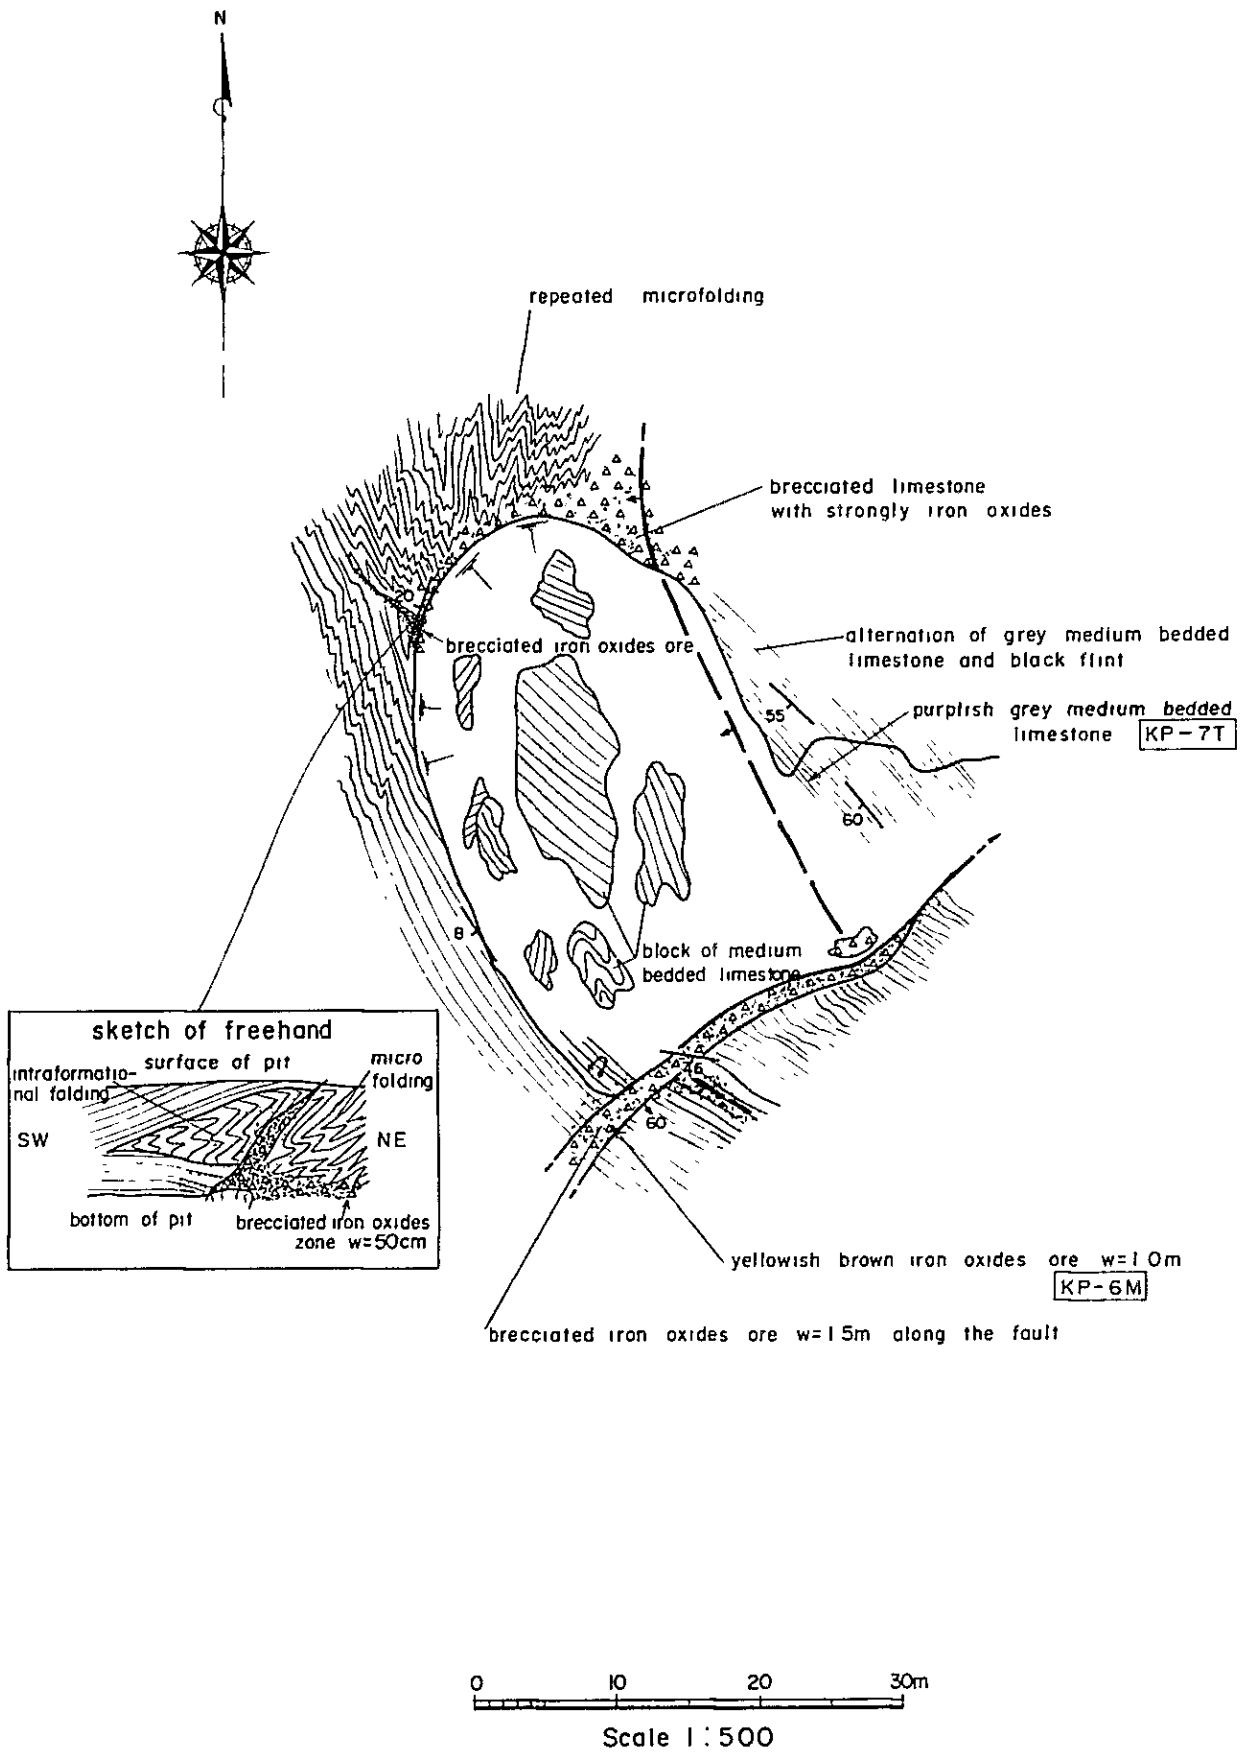 N
repeated microfolding
brecciated limestone
with strongly iron oxides
20
brecciated iron oxides ore
alternation of grey medium bedded
limestone and black flint
55
purplish grey medium bedded
limestone KP-7T
60
8
block of medium
bedded limestone
sketch of freehand
surface of pit
intraformatio-
nal folding
micro
folding
SW
NE
bottom of pit
brecciated iron oxides
zone w=50cm
46
60
yellowish brown iron oxides ore w=1 0m
KP-6M
brecciated iron oxides ore w=1 5m along the fault
0 10 20 30m
Scale 1:500